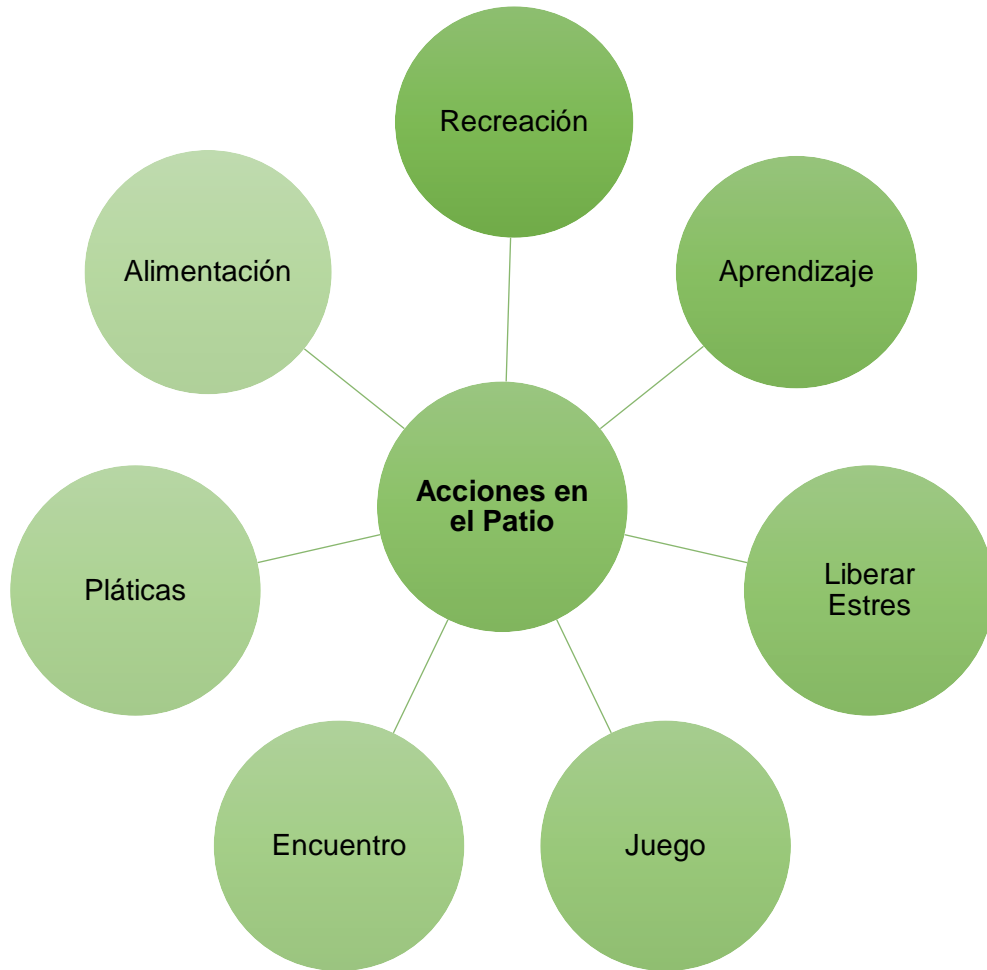 Recreación
Aprendizaje
Alimentación
Acciones en
el Patio
Liberar
Estres
Pláticas
Juego
Encuentro